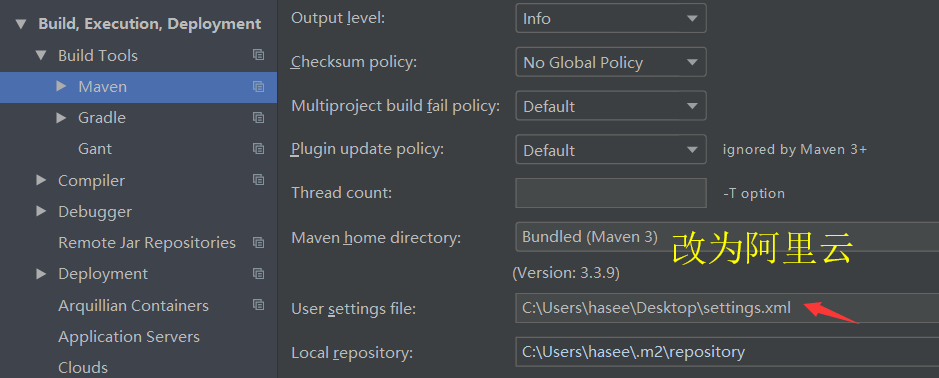 Build, Execution, Deployment
Build Tools
Maven
Gradle
Gant
Compiler
Debugger
Remote Jar Repositories
Deployment
Arquillian Containers
Application Servers
Clouds
Output level: Info
Checksum policy: No Global Policy
Multiproject build fail policy: Default
Plugin update policy: Default ignored by Maven 3+
Thread count: -T option
Maven home directory: Bundled (Maven 3) 改为阿里云
(Version: 3.3.9)
User settings file: C:\Users\hasee\Desktop\settings.xml
Local repository: C:\Users\hasee\.m2\repository